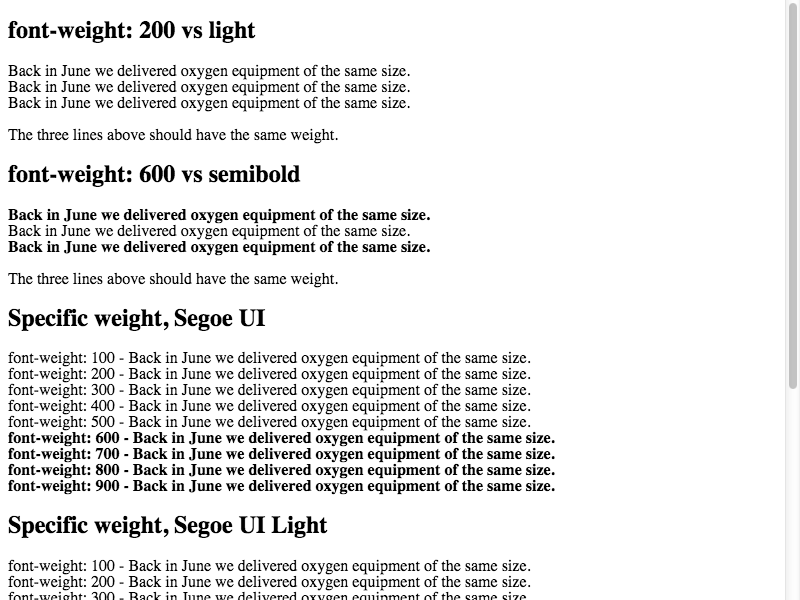 font-weight: 200 vs light
Back in June we delivered oxygen equipment of the same size.
Back in June we delivered oxygen equipment of the same size.
Back in June we delivered oxygen equipment of the same size.
The three lines above should have the same weight.
font-weight: 600 vs semibold
Back in June we delivered oxygen equipment of the same size.
Back in June we delivered oxygen equipment of the same size.
Back in June we delivered oxygen equipment of the same size.
The three lines above should have the same weight.
Specific weight, Segoe UI
font-weight: 100 - Back in June we delivered oxygen equipment of the same size.
font-weight: 200 - Back in June we delivered oxygen equipment of the same size.
font-weight: 300 - Back in June we delivered oxygen equipment of the same size.
font-weight: 400 - Back in June we delivered oxygen equipment of the same size.
font-weight: 500 - Back in June we delivered oxygen equipment of the same size.
font-weight: 600 - Back in June we delivered oxygen equipment of the same size.
font-weight: 700 - Back in June we delivered oxygen equipment of the same size.
font-weight: 800 - Back in June we delivered oxygen equipment of the same size.
font-weight: 900 - Back in June we delivered oxygen equipment of the same size.
Specific weight, Segoe UI Light
font-weight: 100 - Back in June we delivered oxygen equipment of the same size.
font-weight: 200 - Back in June we delivered oxygen equipment of the same size.
font-weight: 300 - Back in June we delivered oxygen equipment of the same size.